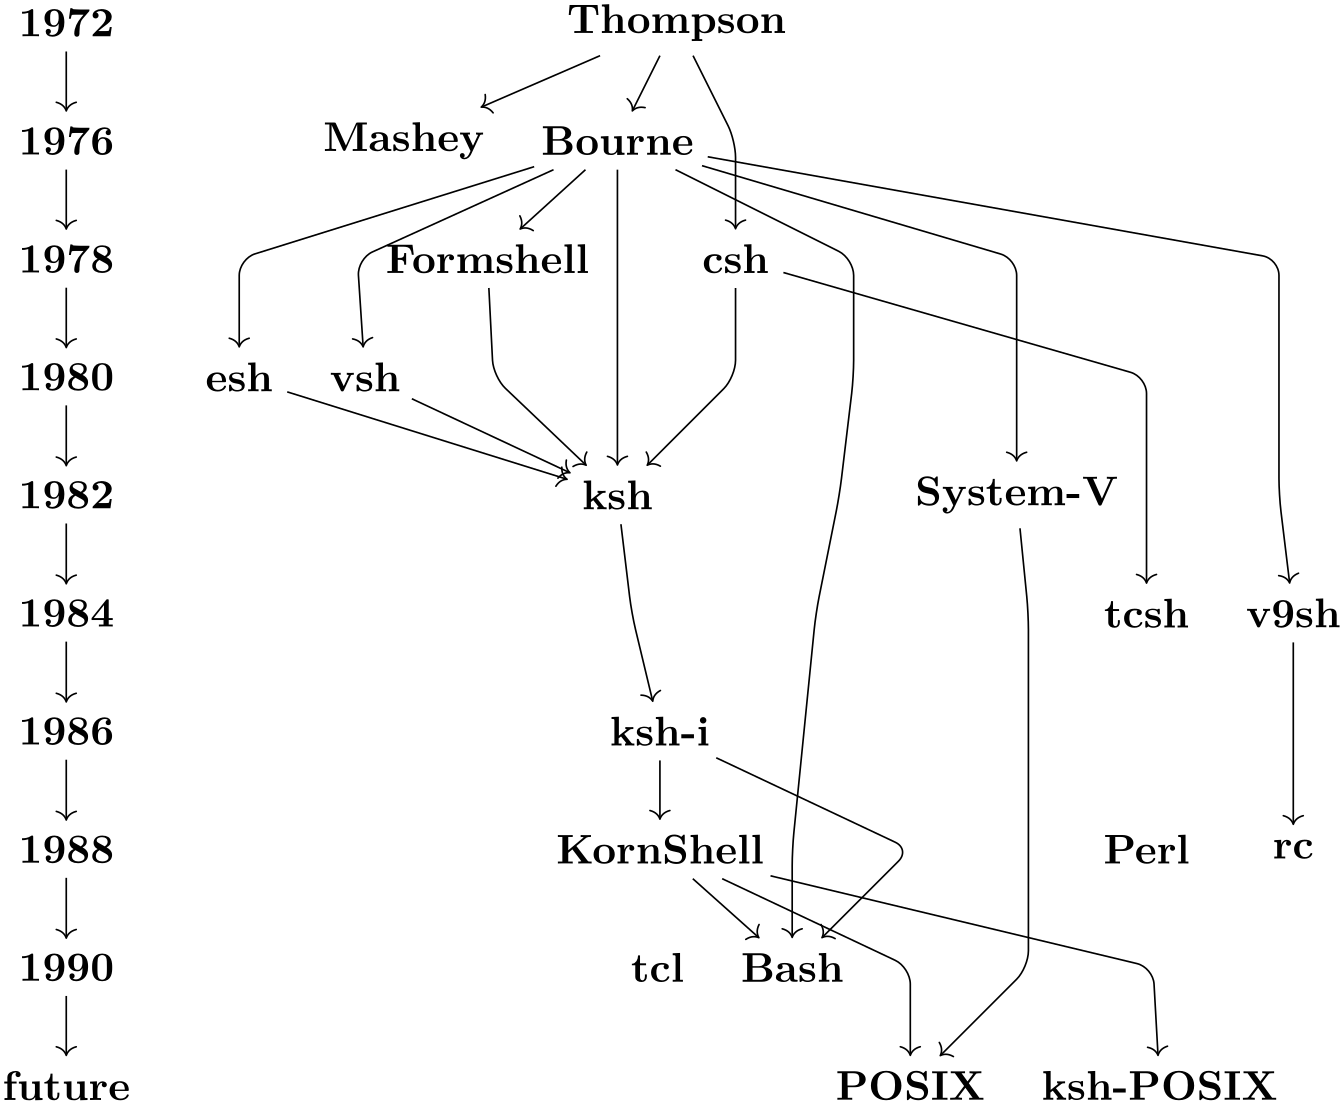 1972 Thompson
1976 Mashey Bourne
1978 Formshell csh
1980 esh vsh
1982 ksh System-V
1984 tcsh v9sh
1986 ksh-i
1988 KornShell Perl rc
1990 tcl Bash
future POSIX ksh-POSIX